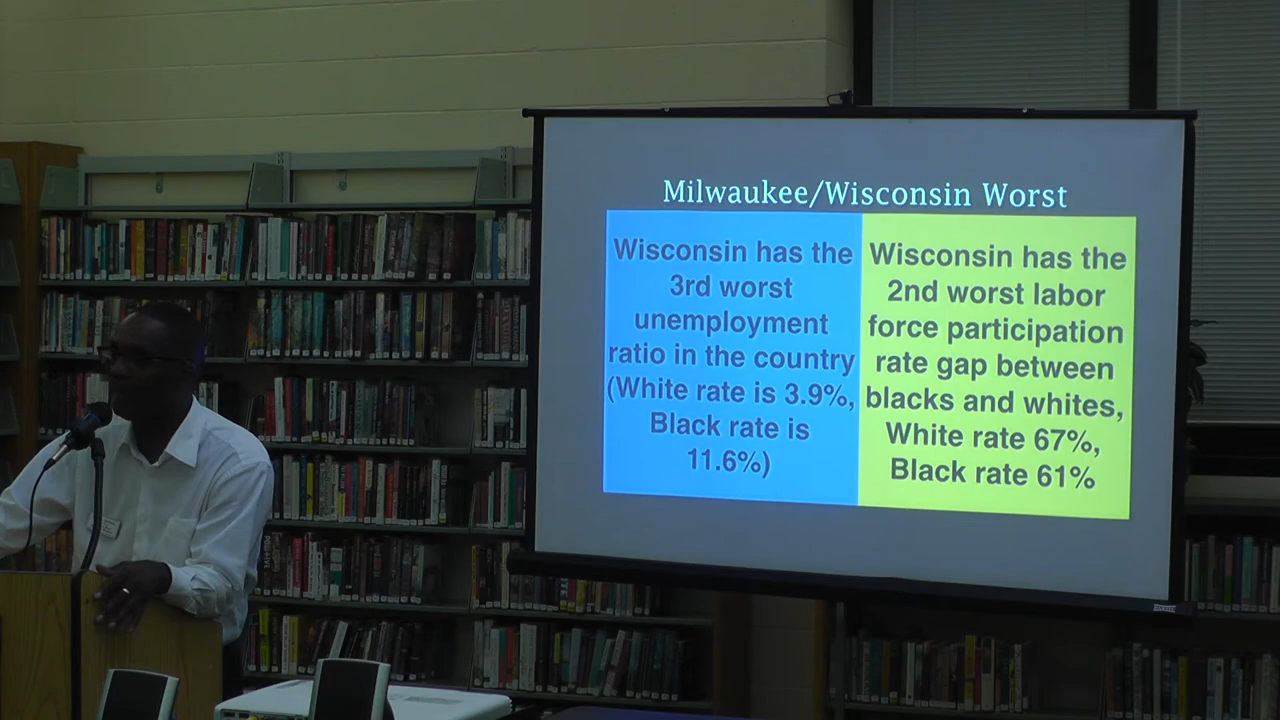 Milwaukee/Wisconsin Worst
Wisconsin has the
3rd worst
unemployment
ratio in the country
(White rate is 3.9%,
Black rate is
11.6%)
Wisconsin has the
2nd worst labor
force participation
rate gap between
blacks and whites,
White rate 67%,
Black rate 61%